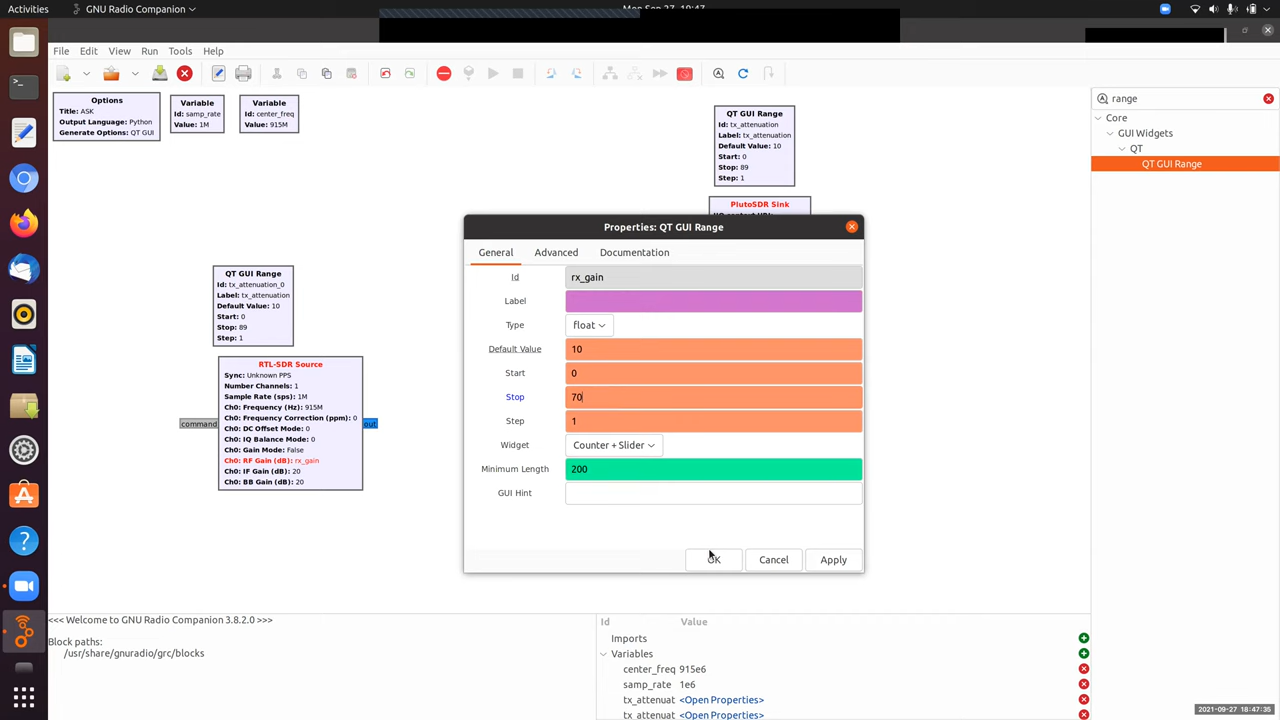 Activities
GNU Radio Companion
File Edit View Run Tools Help
Options
Title: ASK
Output Language: Python
Generate Options: QT GUI
Variable
Id: samp_rate
Value: 1M
Variable
Id: center_freq
Value: 915M
QT GUI Range
Id: tx_attenuation
Label: tx_attenuation
Default Value: 10
Start: 0
Stop: 89
Step: 1
PlutoSDR Sink
range
Core
GUI Widgets
QT
QT GUI Range
QT GUI Range
Id: tx_attenuation_0
Label: tx_attenuation
Default Value: 10
Start: 0
Stop: 89
Step: 1
RTL-SDR Source
Sync: Unknown PPS
Number Channels: 1
Sample Rate (sps): 1M
Ch0: Frequency (Hz): 915M
Ch0: Frequency Correction (ppm): 0
Ch0: DC Offset Mode: 0
Ch0: IQ Balance Mode: 0
Ch0: Gain Mode: False
Ch0: RF Gain (dB): rx_gain
Ch0: IF Gain (dB): 20
Ch0: BB Gain (dB): 20
command
out
Properties: QT GUI Range
General Advanced Documentation
Id rx_gain
Label
Type float
Default Value 10
Start 0
Stop 70
Step 1
Widget Counter + Slider
Minimum Length 200
GUI Hint
OK Cancel Apply
<<< Welcome to GNU Radio Companion 3.8.2.0 >>>
Block paths:
/usr/share/gnuradio/grc/blocks
Id Value
Imports
Variables
center_freq 915e6
samp_rate 1e6
tx_attenuat <Open Properties>
tx_attenuat <Open Properties>
2021-09-27 18:47:35